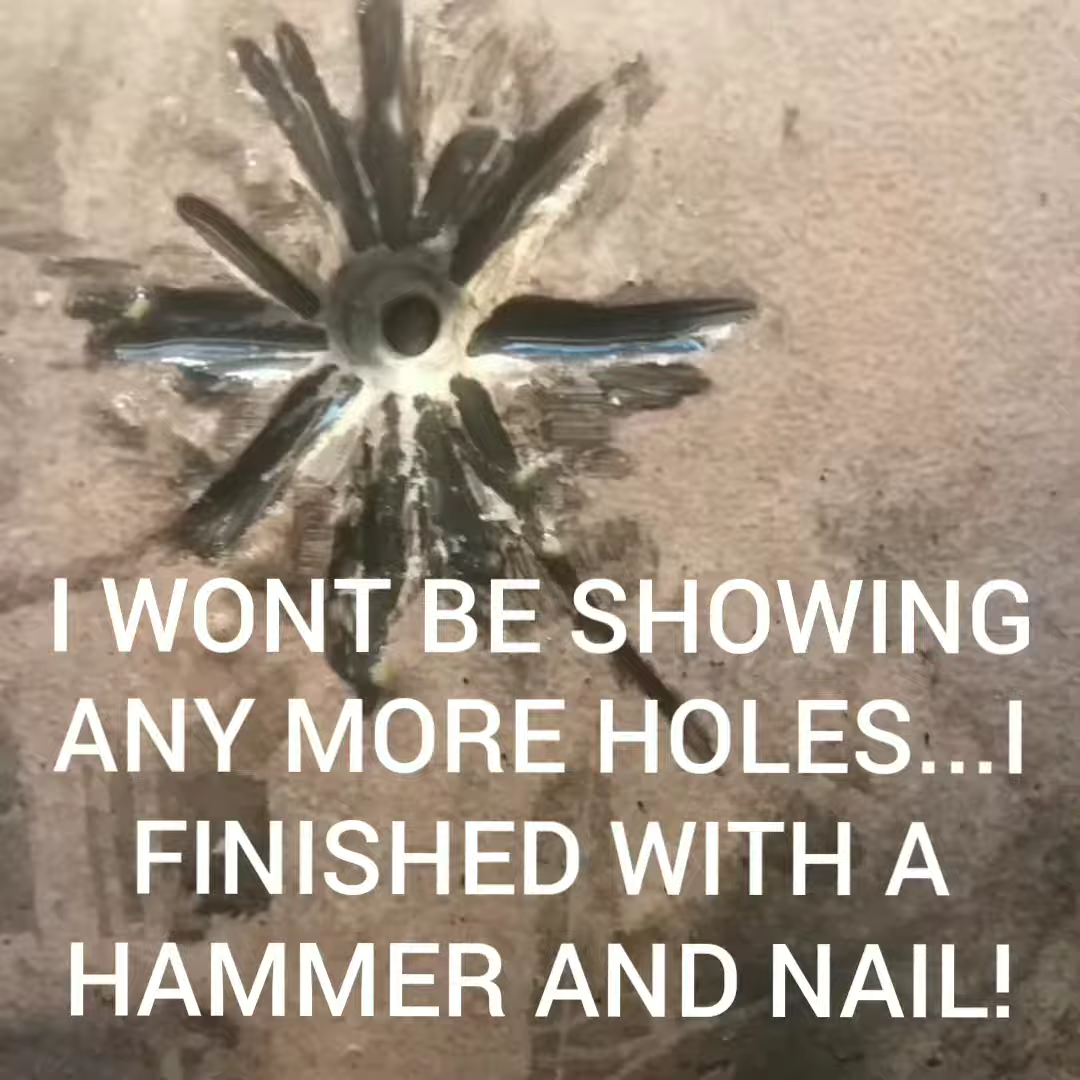 I WONT BE SHOWING
ANY MORE HOLES...I
FINISHED WITH A
HAMMER AND NAIL!